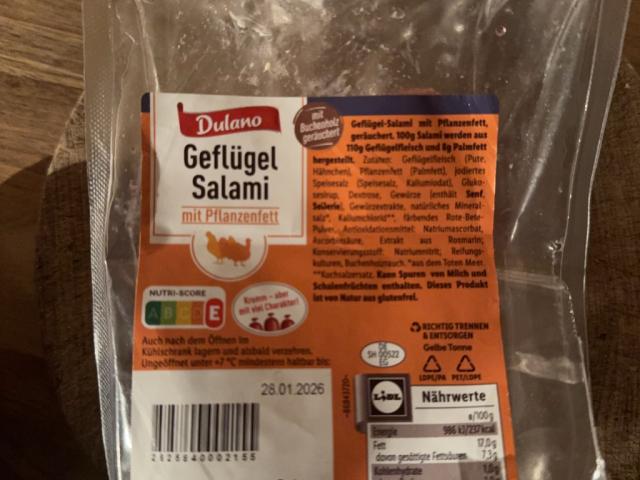 Dulano
mit
Buchenholz
geräuchert
Geflügel
Salami
mit Pflanzenfett
Geflügel-Salami mit Pflanzenfett,
geräuchert. 100g Salami werden aus
110g Geflügelfleisch und 8g Palmfett
hergestellt. Zutaten: Geflügelfleisch (Pute,
Hähnchen), Pflanzenfett (Palmfett), jodiertes
Speisesalz (Speisesalz, Kaliumiodat), Gluko-
sesirup, Dextrose, Gewürze (enthält Senf,
Sellerie), Gewürzextrakte, natürliches Mineral-
salz*, Kaliumchlorid**, färbendes Rote-Bete-
Pulver, Antioxidationsmittel: Natriumascorbat,
Ascorbinsäure, Extrakt aus Rosmarin;
Konservierungsstoff: Natriumnitrit; Reifungs-
kulturen, Buchenholzrauch. *aus dem Toten Meer.
**Kochsalzersatz. Kann Spuren von Milch und
Schalenfrüchten enthalten. Dieses Produkt
ist von Natur aus glutenfrei.
NUTRI-SCORE
A B C D E
Krumm – aber
mit viel Charakter!
Auch nach dem Öffnen im
Kühlschrank lagern und alsbald verzehren.
Ungeöffnet unter +7 °C mindestens haltbar bis:
28.01.2026
2625840002155
DE
SH 00522
EG
RICHTIG TRENNEN
& ENTSORGEN
Gelbe Tonne
LDPE/PA PET/LDPE
LIDL
Nährwerte
ø/100g
Energie 986 kJ/237kcal
Fett 17,0g
davon gesättigte Fettsäuren 7,3g
Kohlenhydrate 1,0g